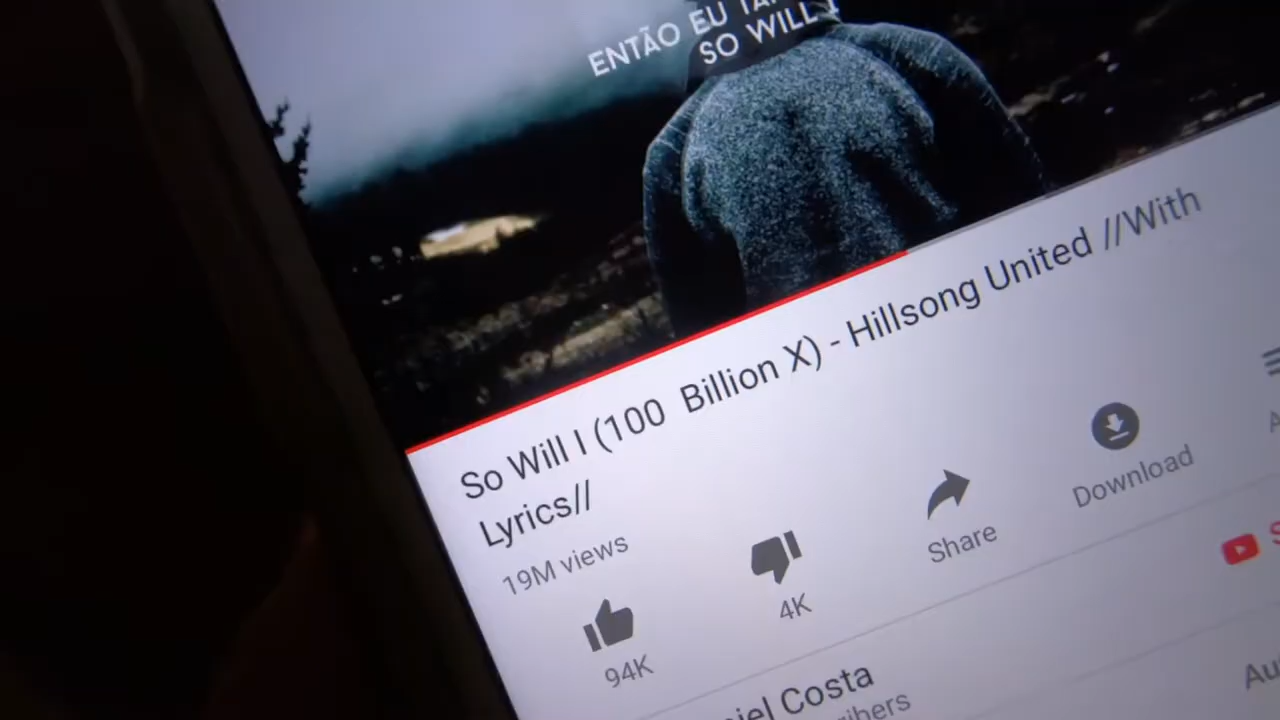 ENTÃO EU
SO WILL I
So Will I (100 Billion X) - Hillsong United //With
Lyrics//
19M views
94K
4K
Share
Download
Costa